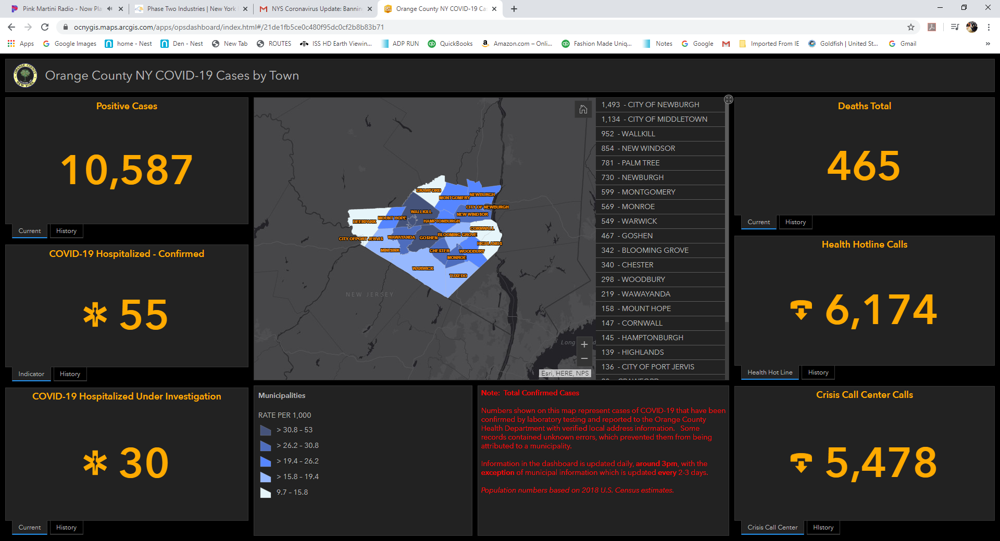 Pink Martini Radio - Now Pla
Phase Two Industries | New York
NYS Coronavirus Update: Bannin
Orange County NY COVID-19 Ca
ocnygis.maps.arcgis.com/apps/opsdashboard/index.html#/21de1fb5ce0c480f95dc0cf2b8b83b71
Apps
Google Images
home - Nest
Den - Nest
New Tab
ROUTES
ISS HD Earth Viewin...
ADP RUN
QuickBooks
Amazon.com – Onli...
Fashion Made Uniq...
Notes
Google
Imported From IE
Goldfish | United St...
Gmail
»
ORANGE COUNTY
NEW YORK
Orange County NY COVID-19 Cases by Town
Positive Cases
10,587
Current
History
COVID-19 Hospitalized - Confirmed
55
Indicator
History
COVID-19 Hospitalized Under Investigation
30
Current
History
CRAWFORD
MONTGOMERY
NEWBURGH
CITY OF NEWBURGH
WALLKILL
NEW WINDSOR
MOUNT HOPE
DEERPARK
HAMPTONBURGH
CORNWALL
CITY OF PORT JERVIS
WAWAYANDA
GOSHEN
BLOOMING GROVE
HIGHLANDS
MINISINK
CHESTER
WOODBURY
MONROE
WARWICK
TUXEDO
NEW JERSEY
Long
d
+
−
Esri, HERE, NPS
1,493 - CITY OF NEWBURGH
1,134 - CITY OF MIDDLETOWN
952 - WALLKILL
854 - NEW WINDSOR
781 - PALM TREE
730 - NEWBURGH
599 - MONTGOMERY
569 - MONROE
549 - WARWICK
467 - GOSHEN
342 - BLOOMING GROVE
340 - CHESTER
298 - WOODBURY
219 - WAWAYANDA
158 - MOUNT HOPE
147 - CORNWALL
145 - HAMPTONBURGH
139 - HIGHLANDS
136 - CITY OF PORT JERVIS
- CRAWFORD
Municipalities
RATE PER 1,000
> 30.8 – 53
> 26.2 – 30.8
> 19.4 – 26.2
> 15.8 – 19.4
9.7 – 15.8
Note: Total Confirmed Cases
Numbers shown on this map represent cases of COVID-19 that have been
confirmed by laboratory testing and reported to the Orange County
Health Department with verified local address information. Some
records contained unknown errors, which prevented them from being
attributed to a municipality.
Information in the dashboard is updated daily, around 3pm, with the
exception of municipal information which is updated every 2-3 days.
Population numbers based on 2018 U.S. Census estimates.
Deaths Total
465
Current
History
Health Hotline Calls
6,174
Health Hot Line
History
Crisis Call Center Calls
5,478
Crisis Call Center
HIstory